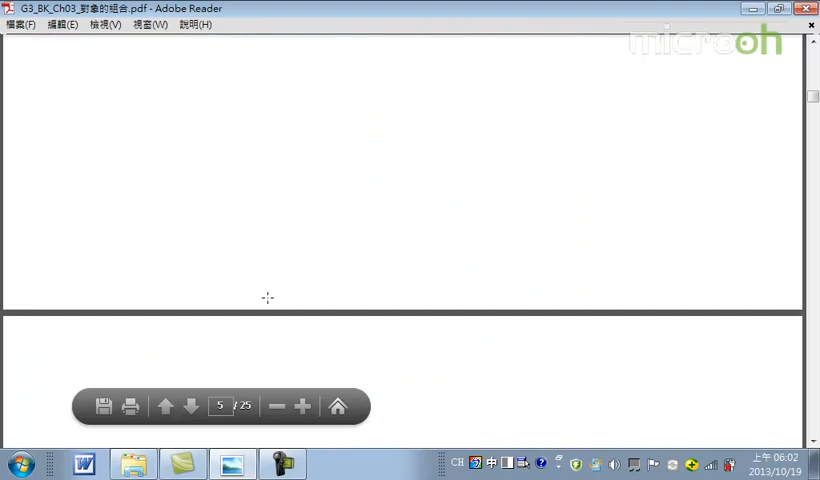 G3_BK_Ch03_對象的組合.pdf - Adobe Reader
檔案(F) 編輯(E) 檢視(V) 視窗(W) 說明(H)
microoh
5 / 25
CH 中
上午 06:02
2013/10/19